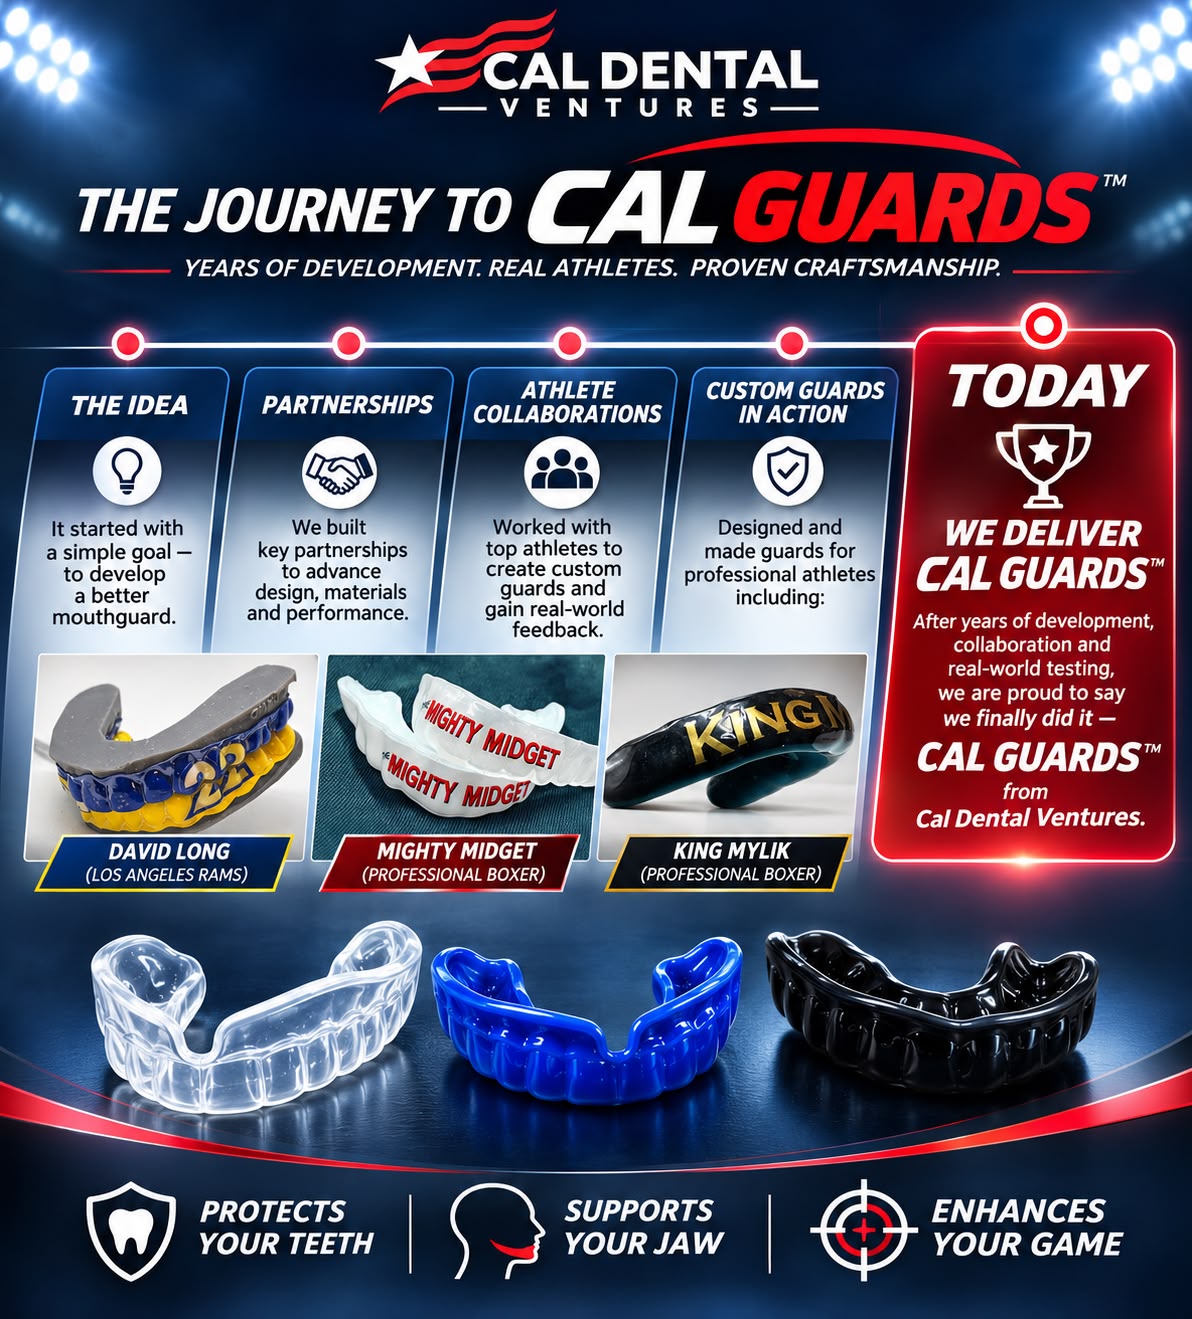 CAL DENTAL
VENTURES
THE JOURNEY TO CAL GUARDS™
YEARS OF DEVELOPMENT. REAL ATHLETES. PROVEN CRAFTSMANSHIP.
THE IDEA
It started with
a simple goal —
to develop
a better
mouthguard.
PARTNERSHIPS
We built
key partnerships
to advance
design, materials
and performance.
ATHLETE
COLLABORATIONS
Worked with
top athletes to
create custom
guards and
gain real-world
feedback.
CUSTOM GUARDS
IN ACTION
Designed and
made guards for
professional athletes
including:
TODAY
WE DELIVER
CAL GUARDS™
After years of development,
collaboration and
real-world testing,
we are proud to say
we finally did it —
CAL GUARDS™
from
Cal Dental Ventures.
22
DAVID LONG
(LOS ANGELES RAMS)
THE MIGHTY MIDGET
THE MIGHTY MIDGET
MIGHTY MIDGET
(PROFESSIONAL BOXER)
KING M
KING MYLIK
(PROFESSIONAL BOXER)
PROTECTS
YOUR TEETH
SUPPORTS
YOUR JAW
ENHANCES
YOUR GAME